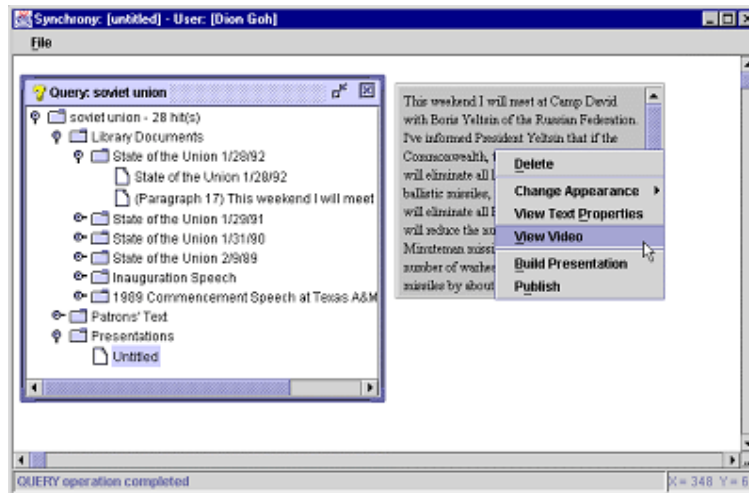 Synchrony: [untitled] - User: [Dion Goh]
File
Query: soviet union
soviet union - 28 hit(s)
Library Documents
State of the Union 1/28/92
State of the Union 1/28/92
(Paragraph 17) This weekend I will meet
State of the Union 1/29/91
State of the Union 1/31/90
State of the Union 2/9/89
Inauguration Speech
1989 Commencement Speech at Texas A&M
Patrons' Text
Presentations
Untitled
This weekend I will meet at Camp David
with Boris Yeltsin of the Russian Federation.
I've informed President Yeltsin that if the
Commonwealth,
will eliminate all
ballistic missiles,
will eliminate all
will reduce the
Minuteman
number of
missiles by about
Delete
Change Appearance
View Text Properties
View Video
Build Presentation
Publish
QUERY operation completed
X = 348 Y = 6